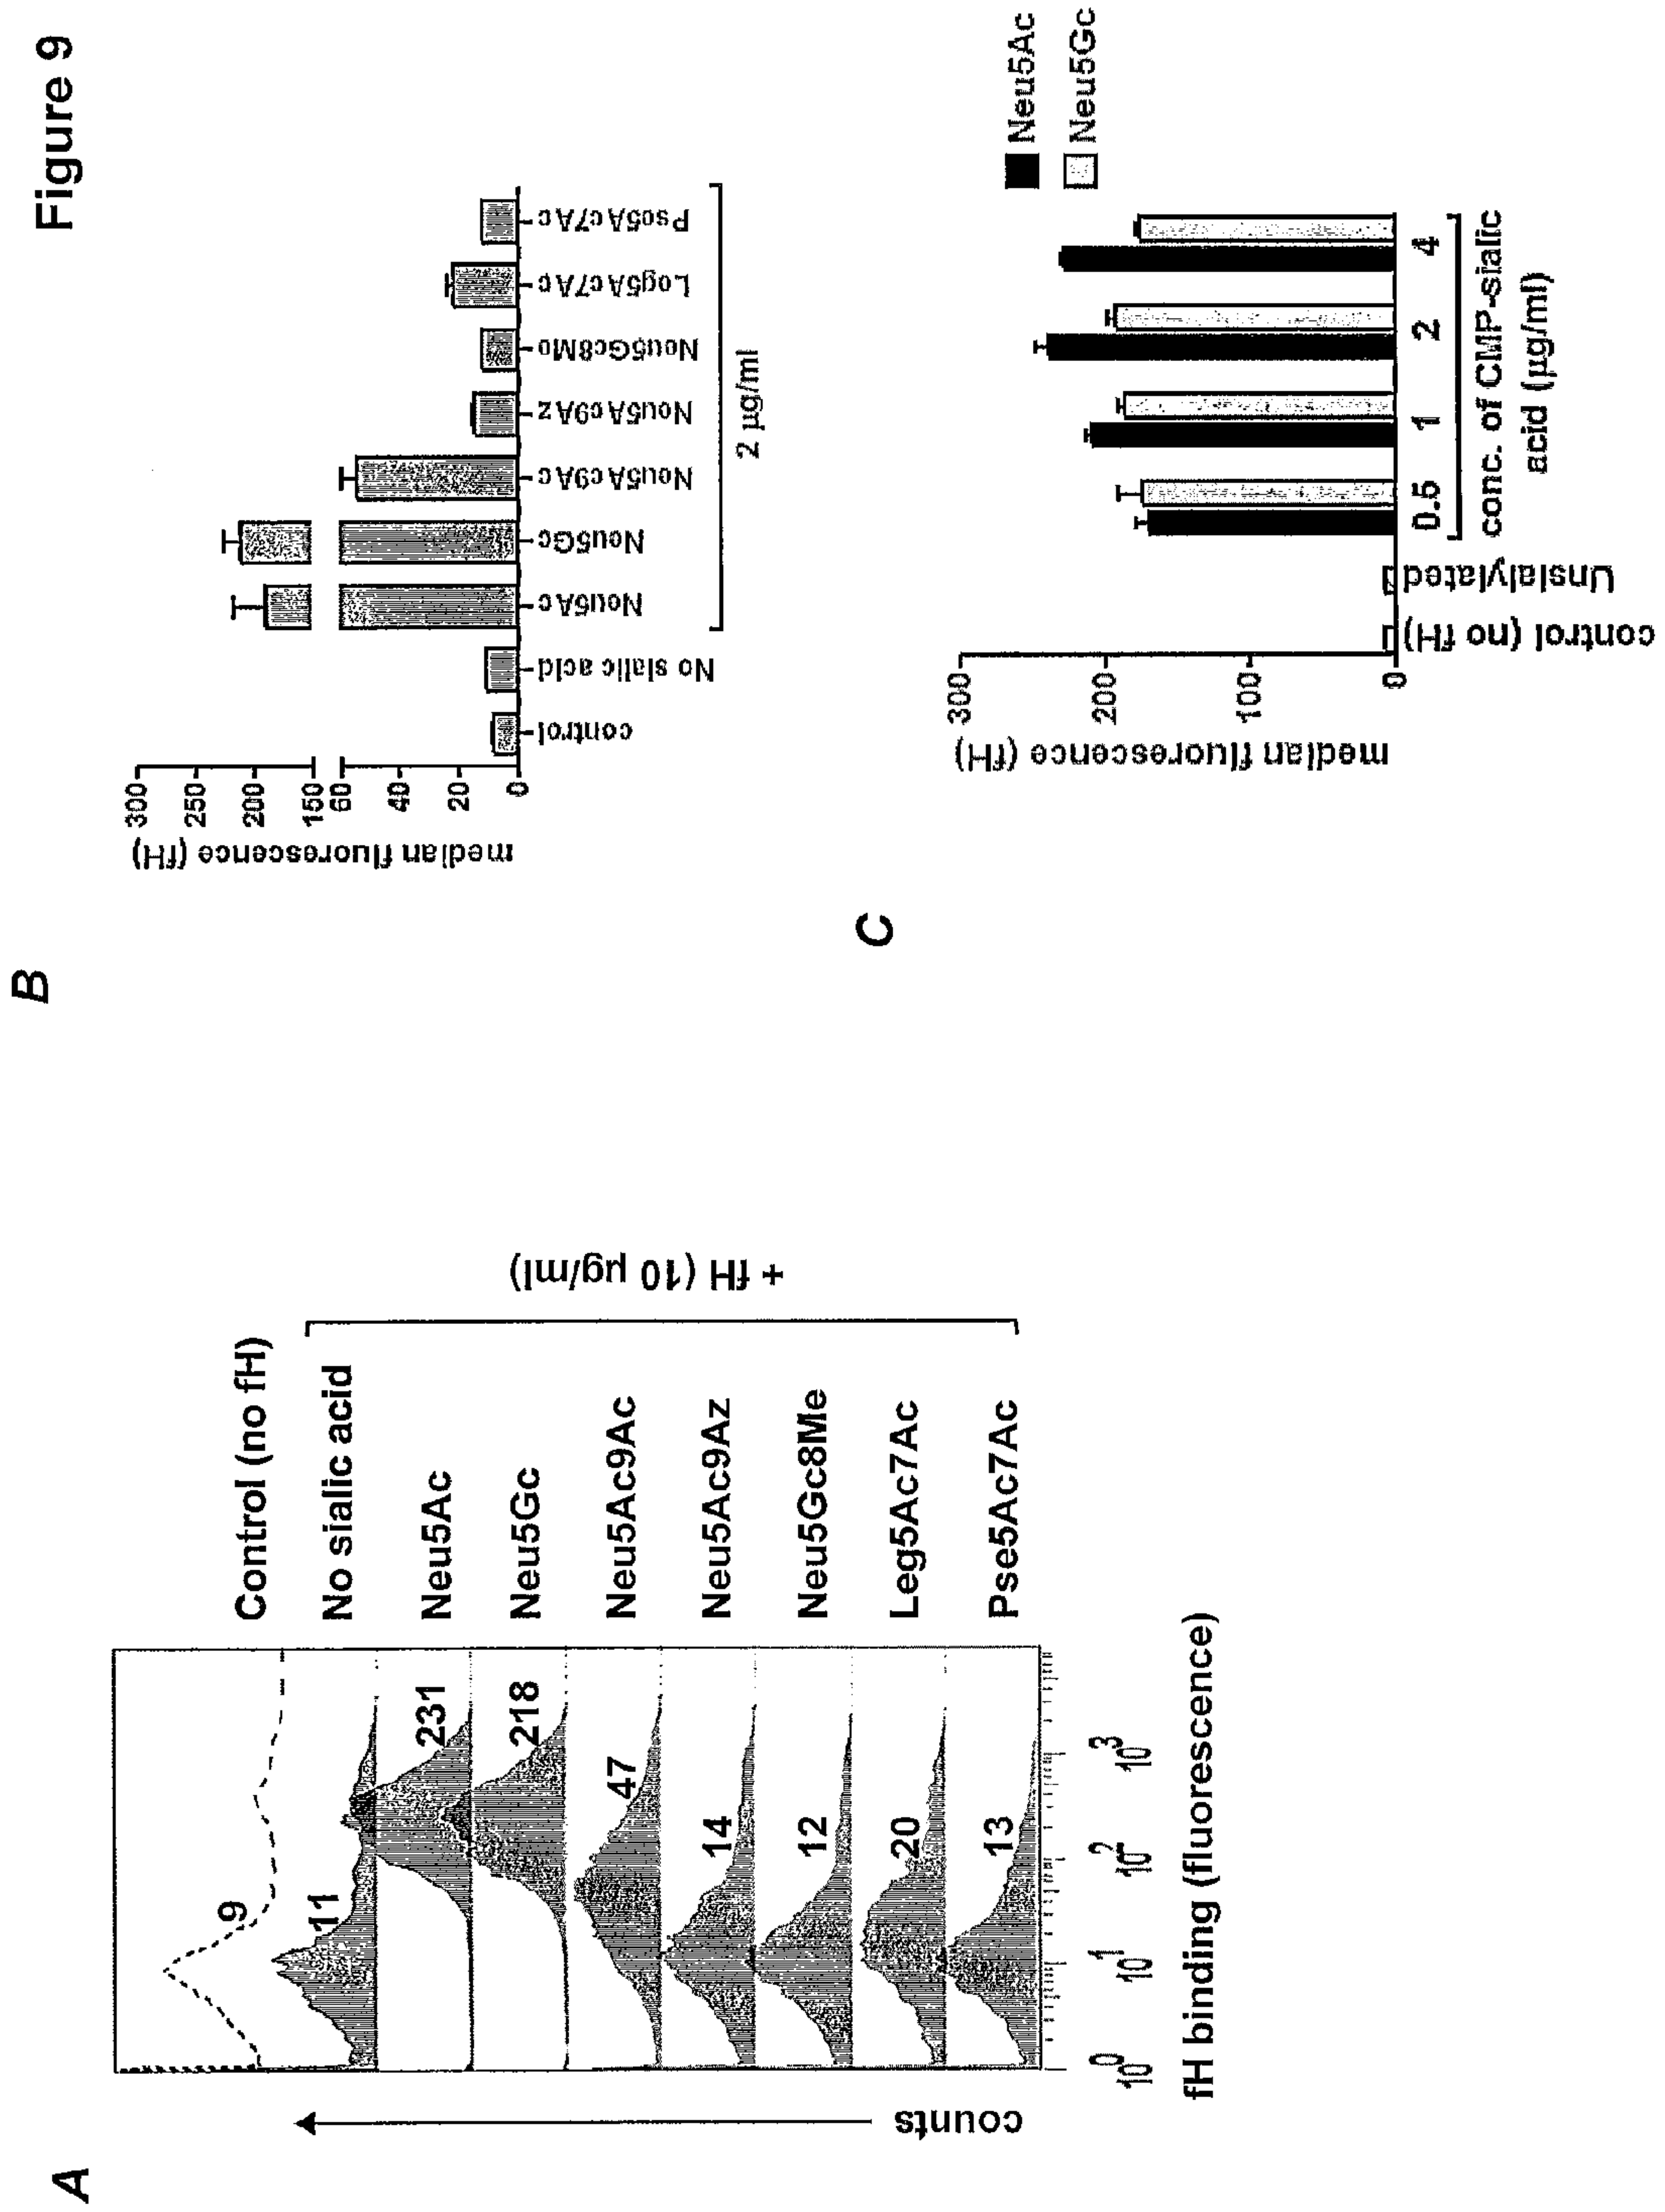 Figure 9
A
counts
9
11
231
218
47
14
12
20
13
10^0
10^1
10^2
10^3
fH binding (fluorescence)
Control (no fH)
No sialic acid
Neu5Ac
Neu5Gc
Neu5Ac9Ac
Neu5Ac9Az
Neu5Gc8Me
Leg5Ac7Ac
Pse5Ac7Ac
+ fH (10 µg/ml)
B
median fluorescence (fH)
300
250
200
150
60
40
20
0
control
No sialic acid
Neu5Ac
Neu5Gc
Neu5Ac9Ac
Neu5Ac9Az
Neu5Gc8Me
Leg5Ac7Ac
Pse5Ac7Ac
2 µg/ml
C
median fluorescence (fH)
300
200
100
0
control (no fH)
Unsialylated
0.5
1
2
4
conc. of CMP-sialic
acid (µg/ml)
Neu5Ac
Neu5Gc